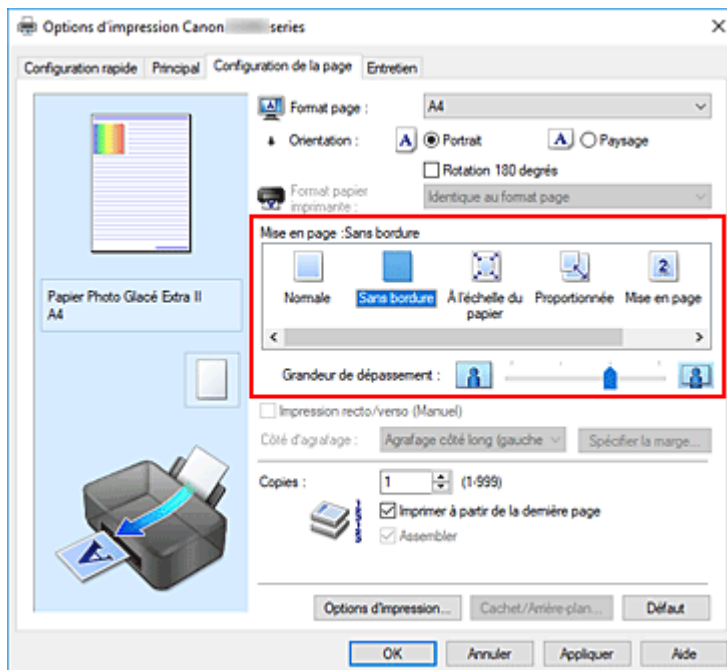 Options d'impression Canon series
Configuration rapide Principal Configuration de la page Entretien
Format page : A4
Orientation : A Portrait A Paysage
Rotation 180 degrés
Format papier imprimante : Identique au format page
Mise en page :Sans bordure
Normale Sans bordure À l'échelle du papier Proportionnée Mise en page
Papier Photo Glacé Extra II
A4
Grandeur de dépassement :
Impression recto/verso (Manuel)
Côté d'agrafage : Agrafage côté long (gauche Spécifier la marge...
Copies : 1 (1-999)
Imprimer à partir de la dernière page
Assembler
Options d'impression... Cachet/Arrière-plan... Défaut
OK Annuler Appliquer Aide